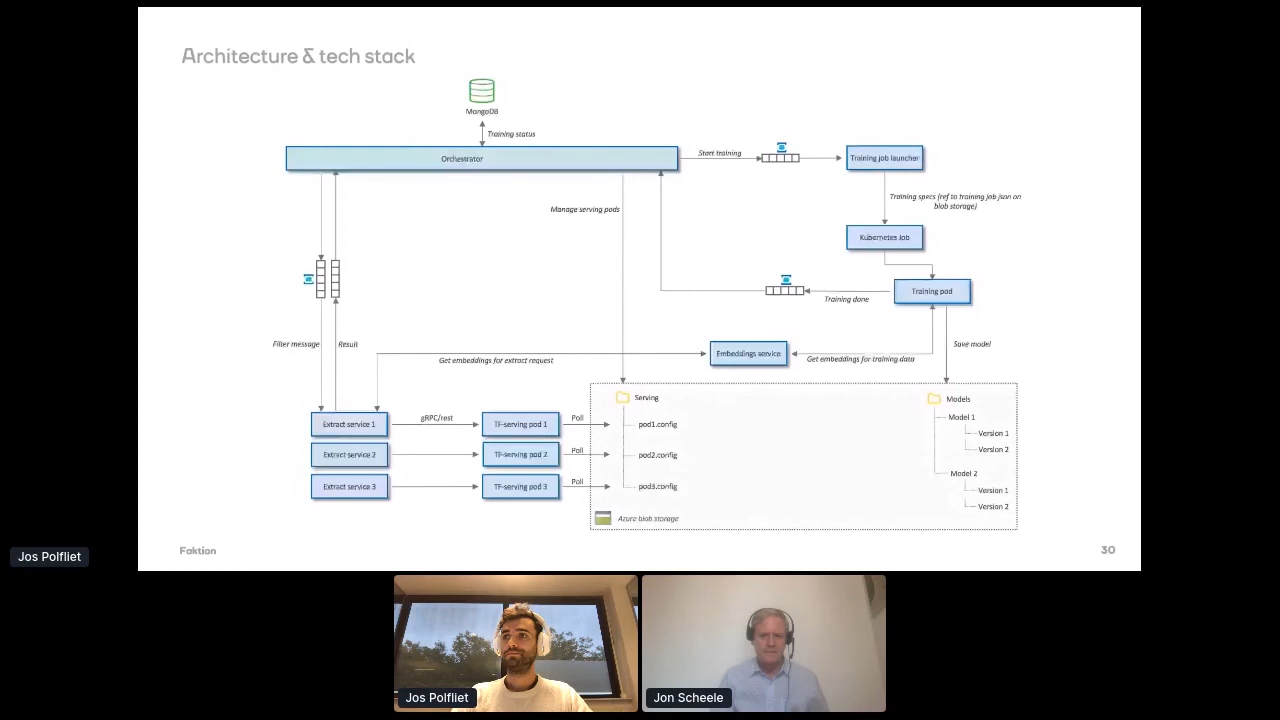 Architecture & tech stack
MangoDB
Training status
Orchestrator
Start training
Training job launcher
Training specs (ref to training job json on
blob storage)
Manage serving pods
Kubernetes Job
Training pod
Training done
Filter message
Result
Get embeddings for extract request
Embeddings service
Get embeddings for training data
Save model
Extract service 1
gRPC/rest
TF-serving pod 1
Poll
Extract service 2
TF-serving pod 2
Poll
Extract service 3
TF-serving pod 3
Poll
Serving
pod1.config
pod2.config
pod3.config
Models
Model 1
Version 1
Version 2
Model 2
Version 1
Version 2
Azure blob storage
Faktion
30
Jos Polfliet
Jos Polfliet
Jon Scheele